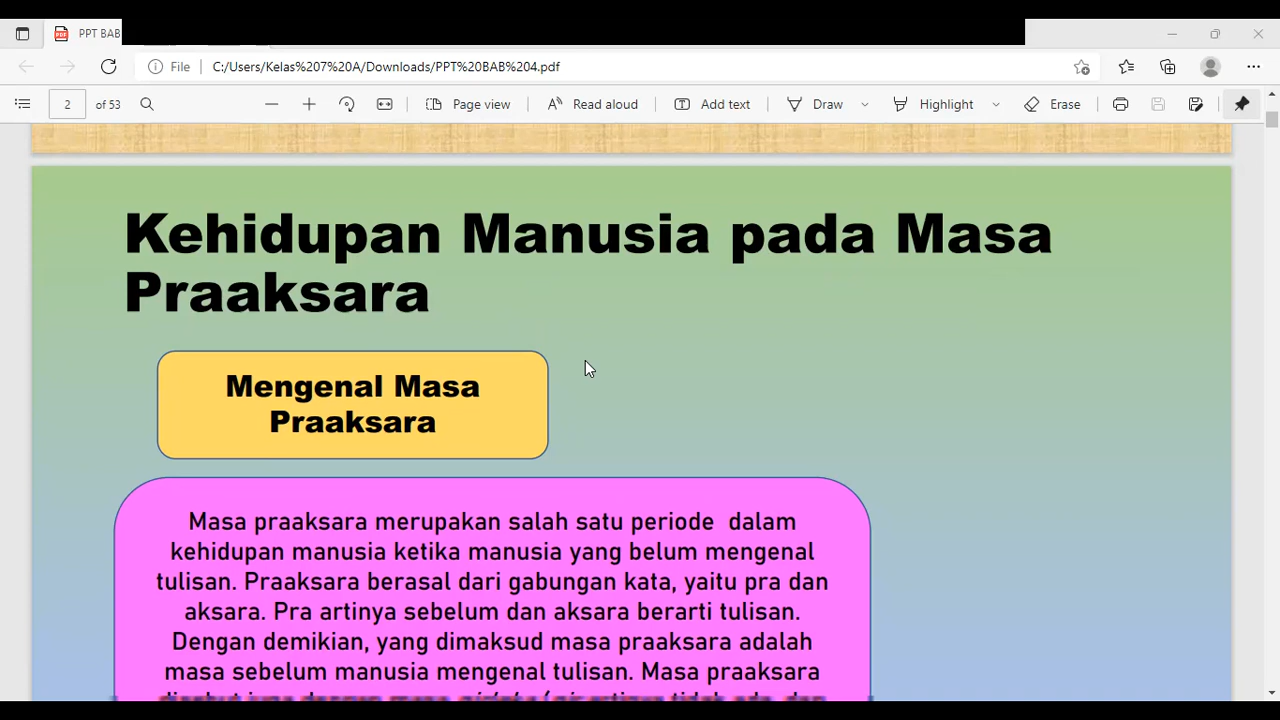 PPT BAB
File C:/Users/Kelas%207%20A/Downloads/PPT%20BAB%204.pdf
2 of 53 Page view Read aloud Add text Draw Highlight Erase
Kehidupan Manusia pada Masa
Praaksara
Mengenal Masa
Praaksara
Masa praaksara merupakan salah satu periode dalam
kehidupan manusia ketika manusia yang belum mengenal
tulisan. Praaksara berasal dari gabungan kata, yaitu pra dan
aksara. Pra artinya sebelum dan aksara berarti tulisan.
Dengan demikian, yang dimaksud masa praaksara adalah
masa sebelum manusia mengenal tulisan. Masa praaksara